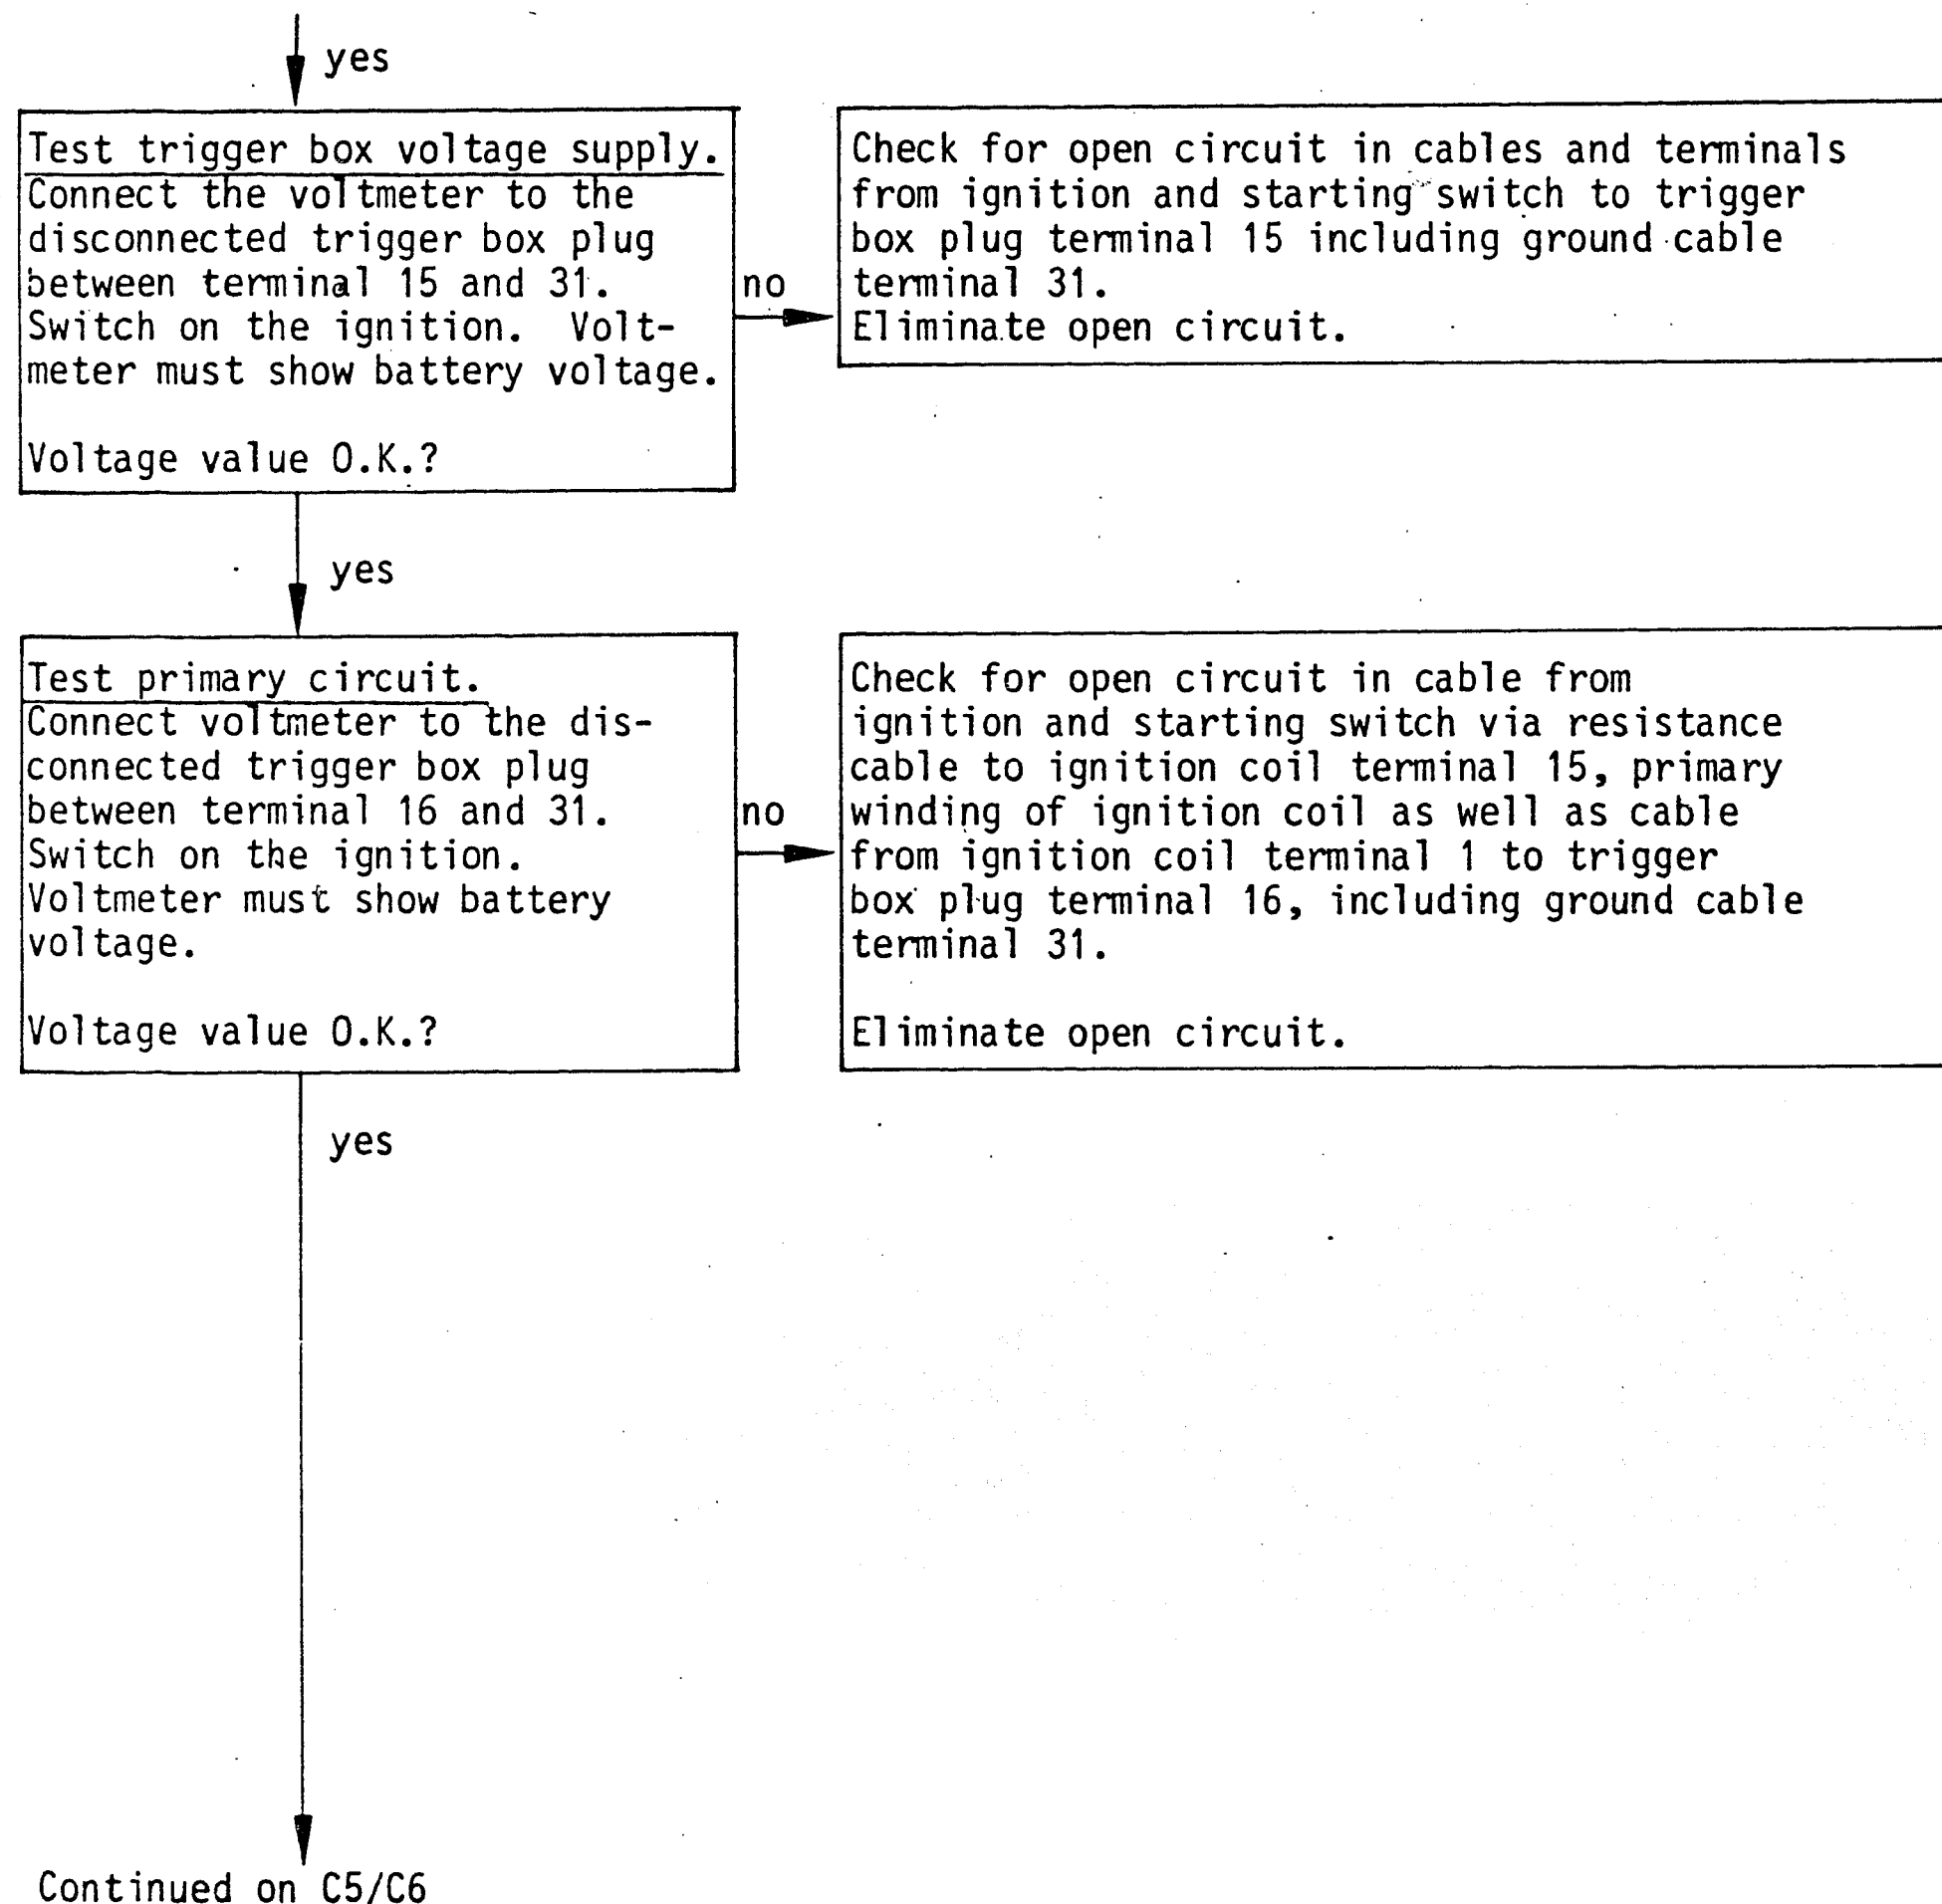 yes
Test trigger box voltage supply.
Connect the voltmeter to the
disconnected trigger box plug
between terminal 15 and 31.
Switch on the ignition. Volt-
meter must show battery voltage.
Voltage value O.K.?
no
Check for open circuit in cables and terminals
from ignition and starting switch to trigger
box plug terminal 15 including ground cable
terminal 31.
Eliminate open circuit.
yes
Test primary circuit.
Connect voltmeter to the dis-
connected trigger box plug
between terminal 16 and 31.
Switch on the ignition.
Voltmeter must show battery
voltage.
Voltage value O.K.?
no
Check for open circuit in cable from
ignition and starting switch via resistance
cable to ignition coil terminal 15, primary
winding of ignition coil as well as cable
from ignition coil terminal 1 to trigger
box plug terminal 16, including ground cable
terminal 31.
Eliminate open circuit.
yes
Continued on C5/C6